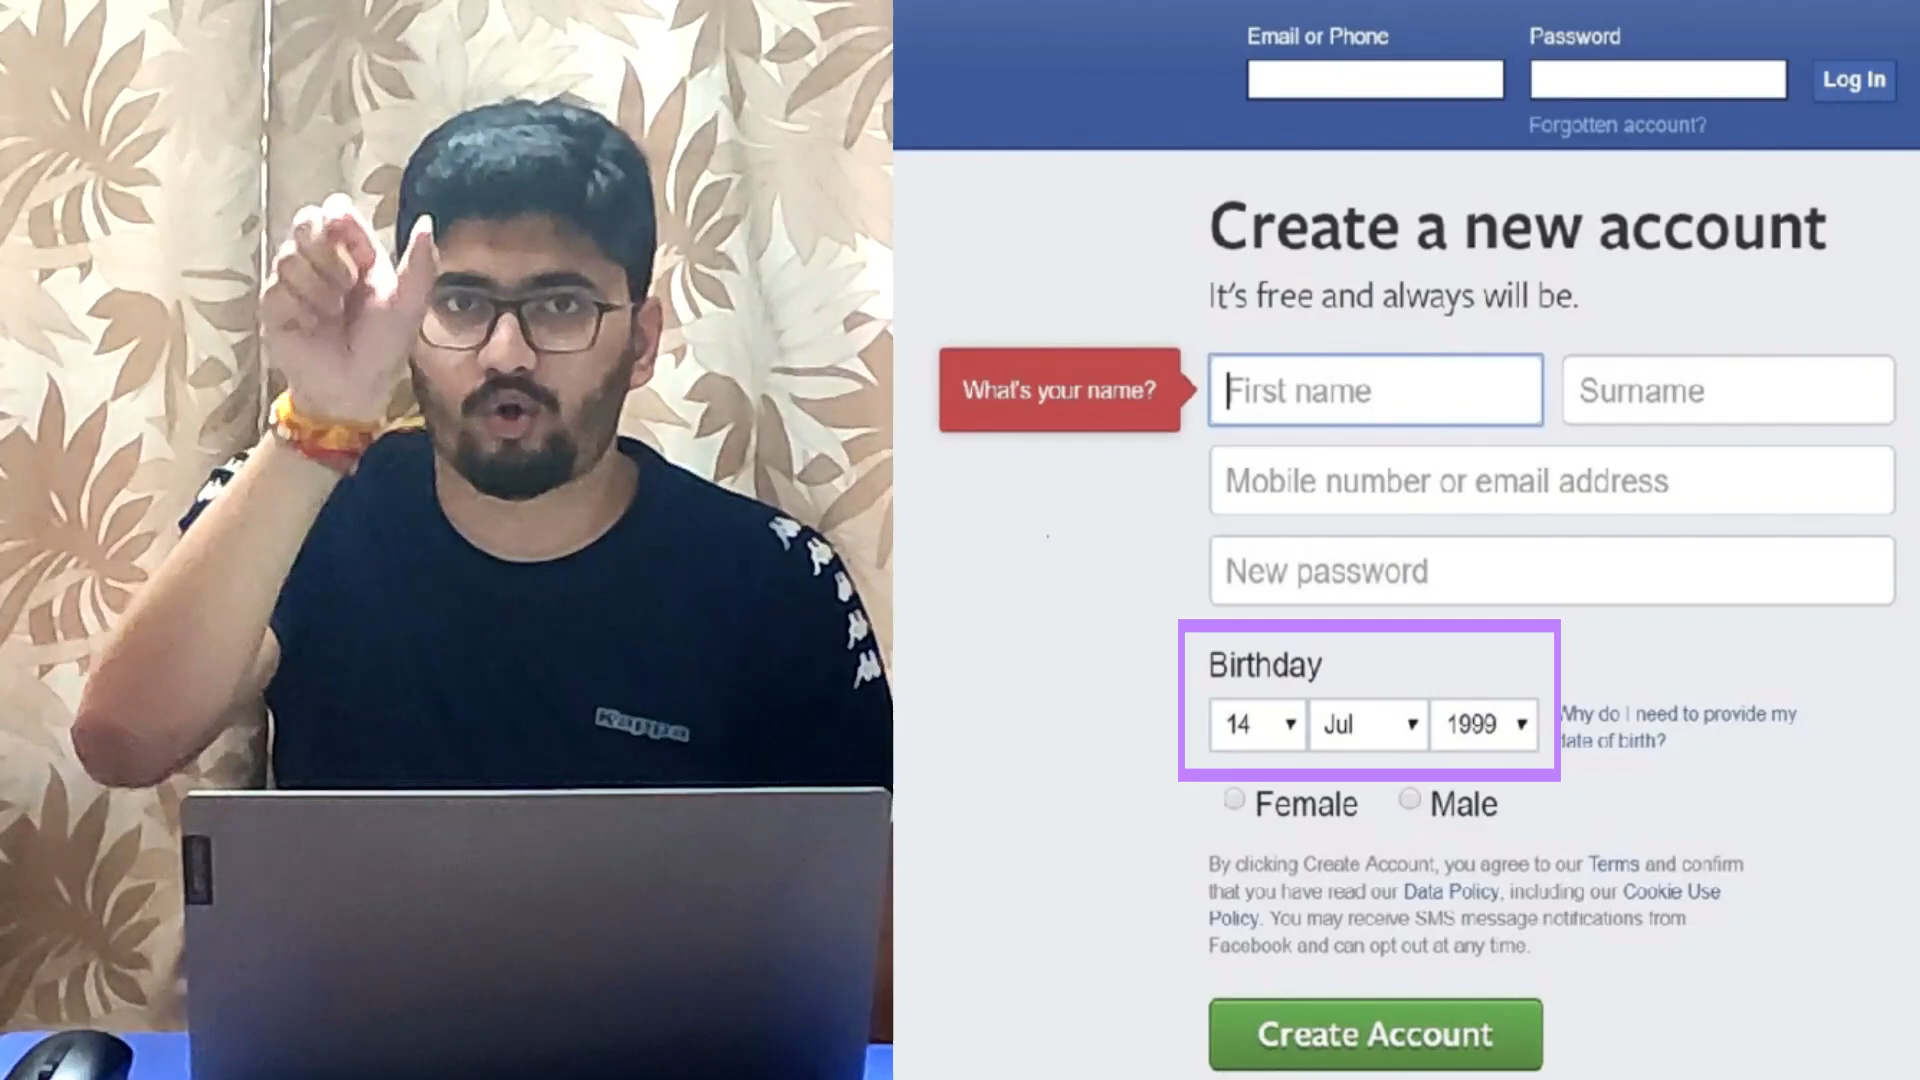 Email or Phone
Password
Log In
Forgotten account?
Create a new account
It's free and always will be.
What's your name?
First name
Surname
Mobile number or email address
New password
Birthday
14
Jul
1999
Why do I need to provide my
date of birth?
Female
Male
By clicking Create Account, you agree to our Terms and confirm
that you have read our Data Policy, including our Cookie Use
Policy. You may receive SMS message notifications from
Facebook and can opt out at any time.
Create Account
Kappa
Lenovo